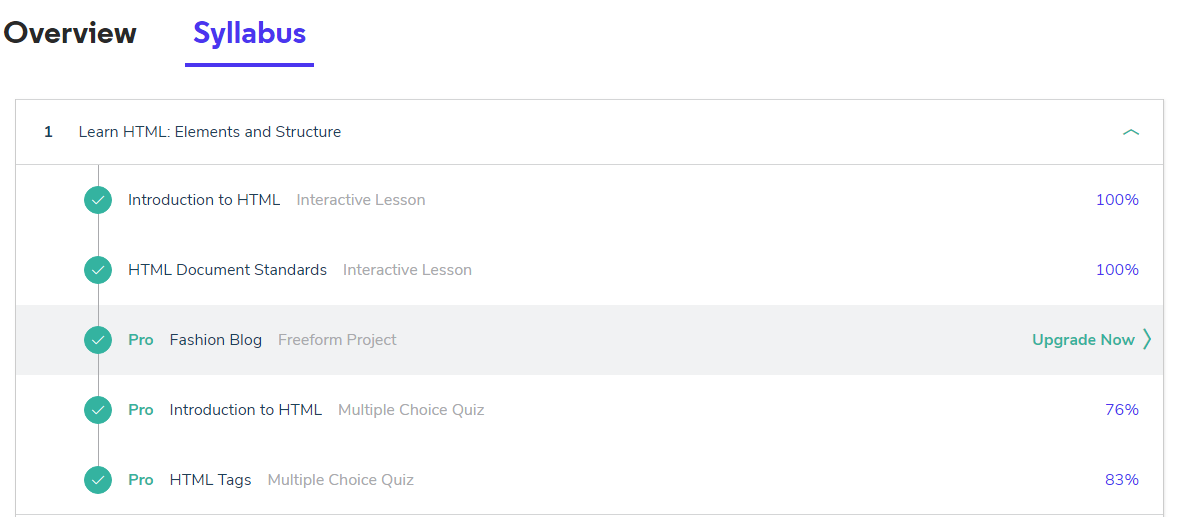 Overview Syllabus
1 Learn HTML: Elements and Structure
Introduction to HTML Interactive Lesson 100%
HTML Document Standards Interactive Lesson 100%
Pro Fashion Blog Freeform Project Upgrade Now
Pro Introduction to HTML Multiple Choice Quiz 76%
Pro HTML Tags Multiple Choice Quiz 83%